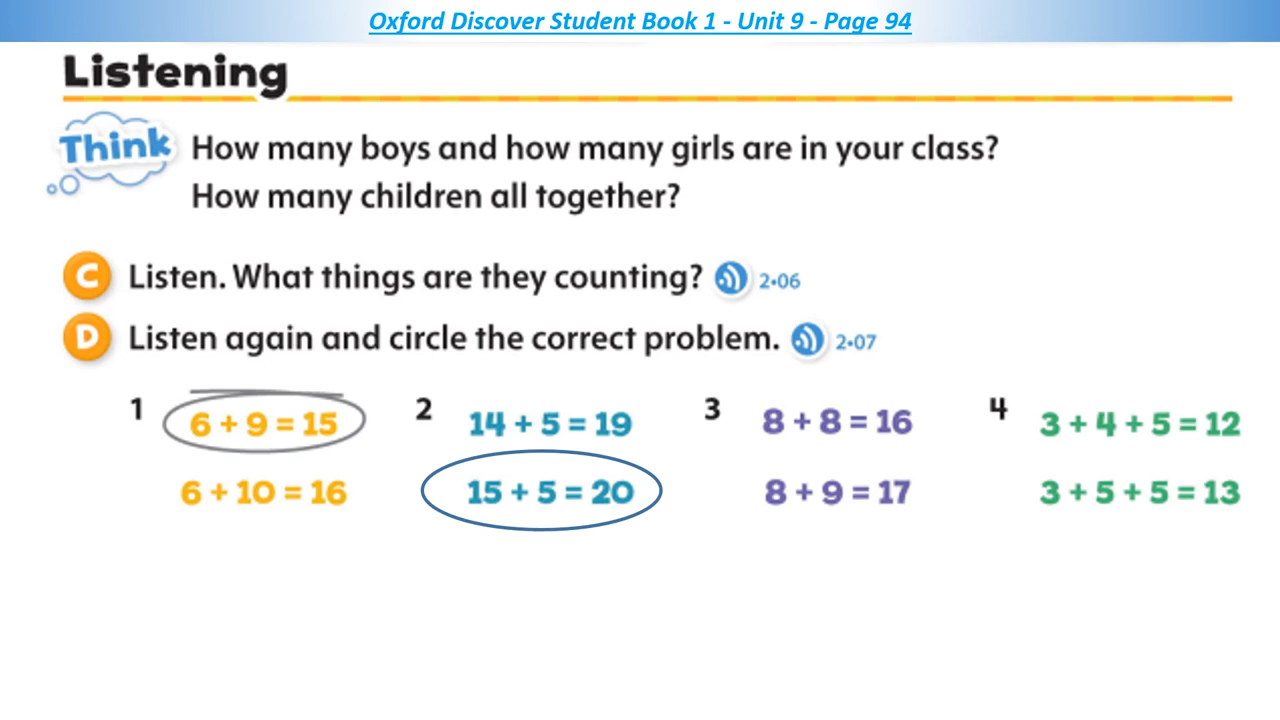 Oxford Discover Student Book 1 - Unit 9 - Page 94
Listening
Think How many boys and how many girls are in your class?
How many children all together?
C Listen. What things are they counting? 2•06
D Listen again and circle the correct problem. 2•07
1 6 + 9 = 15 2 14 + 5 = 19 3 8 + 8 = 16 4 3 + 4 + 5 = 12
6 + 10 = 16 15 + 5 = 20 8 + 9 = 17 3 + 5 + 5 = 13